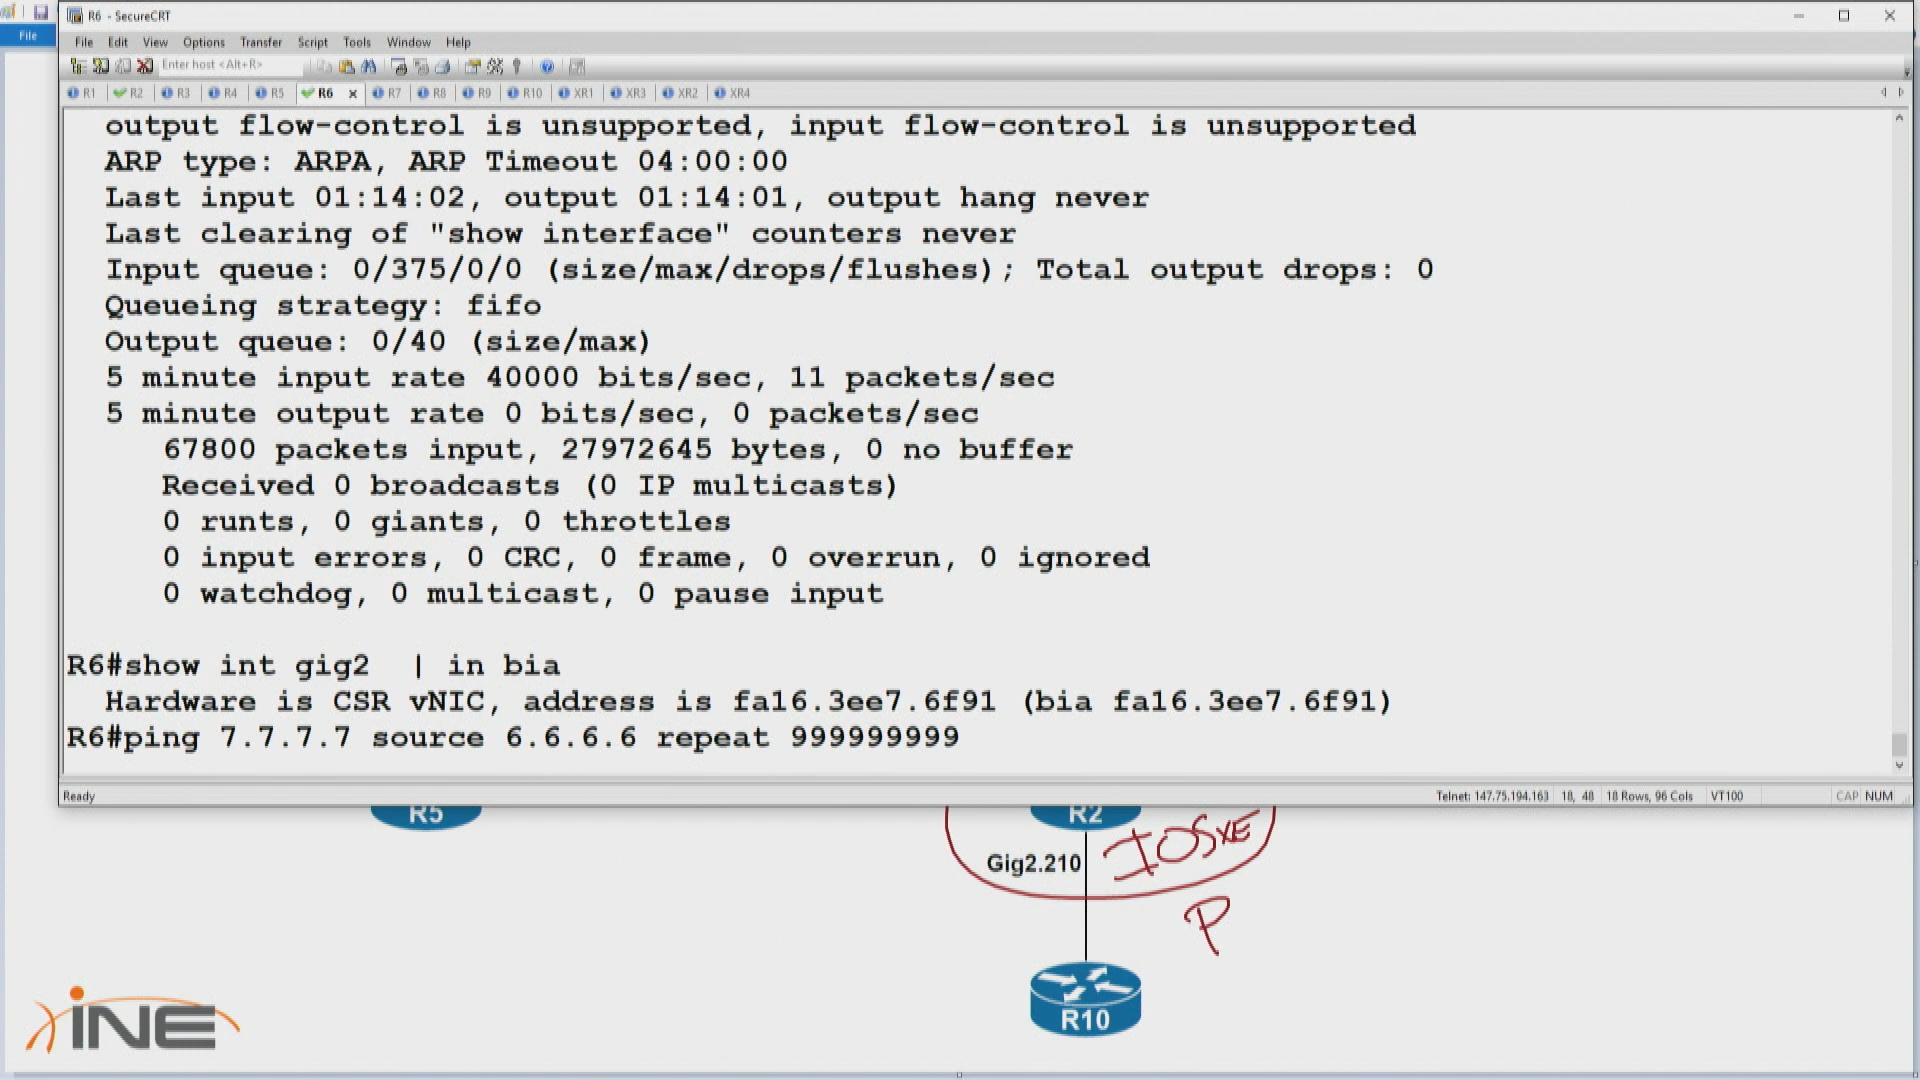 R6 - SecureCRT
File
File Edit View Options Transfer Script Tools Window Help
Enter host <Alt+R>
R1 R2 R3 R4 R5 R6 R7 R8 R9 R10 XR1 XR3 XR2 XR4
output flow-control is unsupported, input flow-control is unsupported
ARP type: ARPA, ARP Timeout 04:00:00
Last input 01:14:02, output 01:14:01, output hang never
Last clearing of "show interface" counters never
Input queue: 0/375/0/0 (size/max/drops/flushes); Total output drops: 0
Queueing strategy: fifo
Output queue: 0/40 (size/max)
5 minute input rate 40000 bits/sec, 11 packets/sec
5 minute output rate 0 bits/sec, 0 packets/sec
67800 packets input, 27972645 bytes, 0 no buffer
Received 0 broadcasts (0 IP multicasts)
0 runts, 0 giants, 0 throttles
0 input errors, 0 CRC, 0 frame, 0 overrun, 0 ignored
0 watchdog, 0 multicast, 0 pause input
R6#show int gig2  | in bia
Hardware is CSR vNIC, address is fa16.3ee7.6f91 (bia fa16.3ee7.6f91)
R6#ping 7.7.7.7 source 6.6.6.6 repeat 999999999
Ready Telnet: 147.75.194.163 18, 48 18 Rows, 96 Cols VT100 CAP NUM
R5 R2
Gig2.210 IOSXE
P
R10
iNE